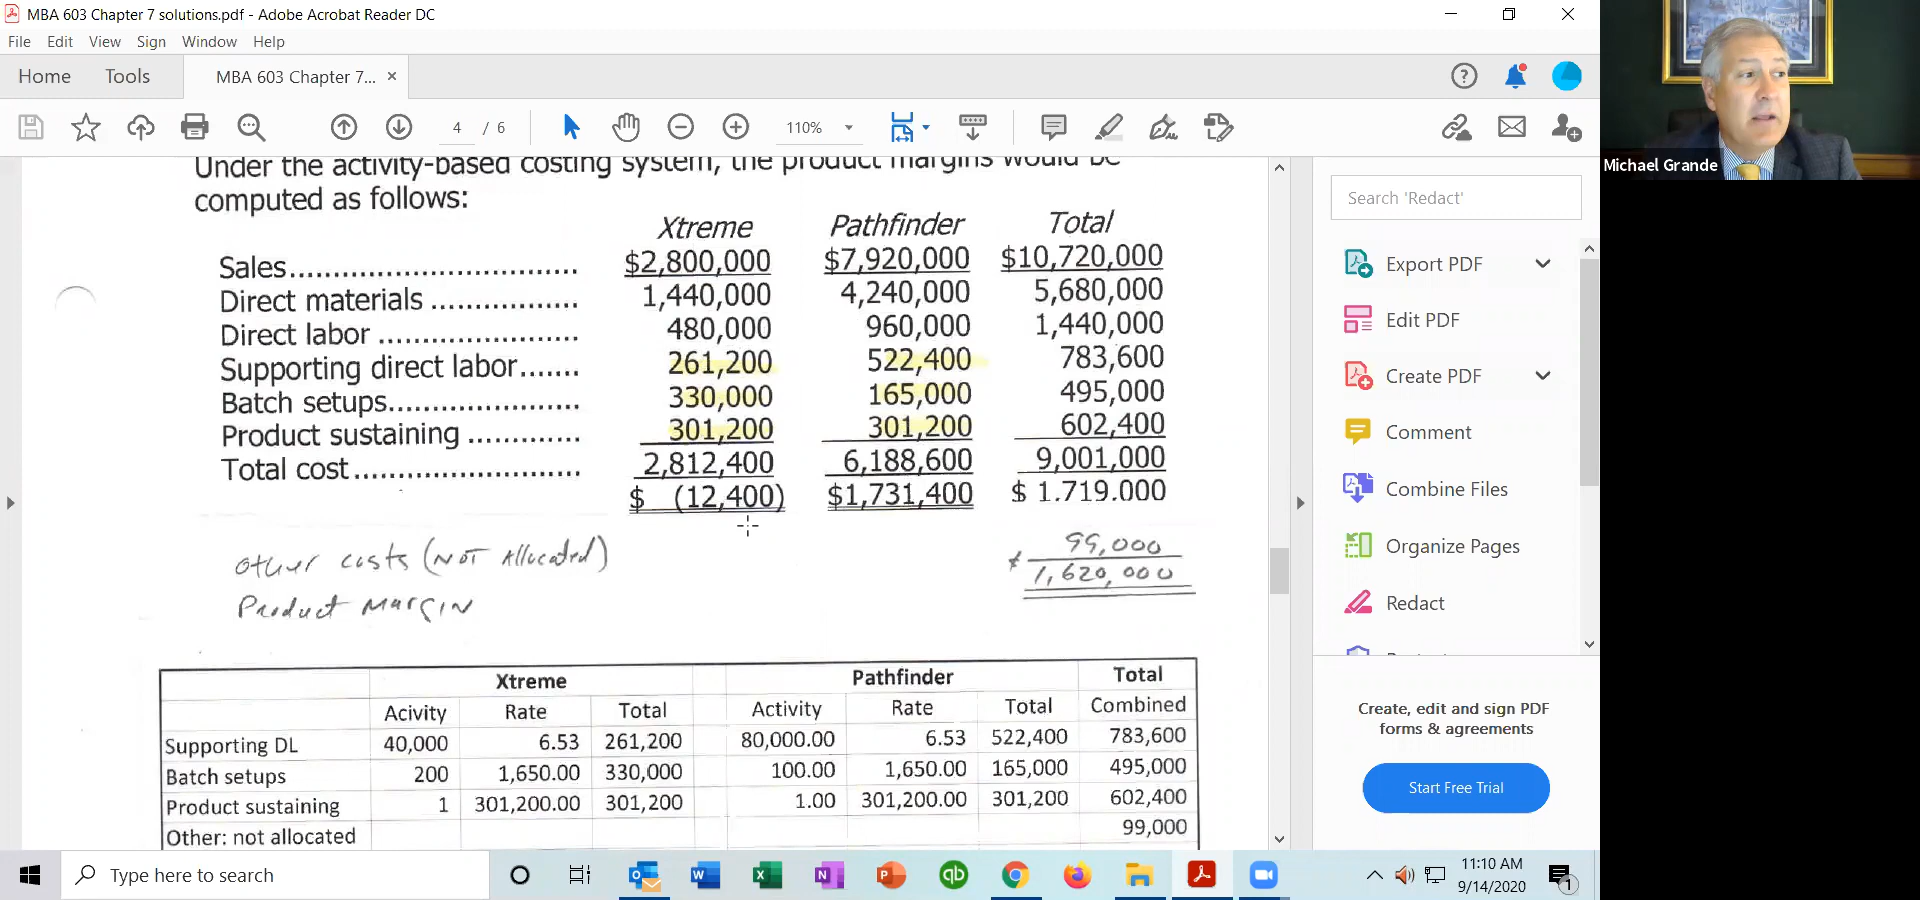 MBA 603 Chapter 7 solutions.pdf - Adobe Acrobat Reader DC
File Edit View Sign Window Help
Home Tools MBA 603 Chapter 7... ×
4 / 6 110%
Michael Grande
Under the activity-based costing system, the product margins would be
computed as follows:
Xtreme Pathfinder Total
Sales................................ $2,800,000 $7,920,000 $10,720,000
Direct materials ................. 1,440,000 4,240,000 5,680,000
Direct labor ....................... 480,000 960,000 1,440,000
Supporting direct labor....... 261,200 522,400 783,600
Batch setups...................... 330,000 165,000 495,000
Product sustaining ............. 301,200 301,200 602,400
Total cost .......................... 2,812,400 6,188,600 9,001,000
$ (12,400) $1,731,400 $ 1.719.000
Other costs (NOT Allocated) 99,000
Product Margin 1,620,000
Xtreme Pathfinder Total
Acivity Rate Total Activity Rate Total Combined
Supporting DL 40,000 6.53 261,200 80,000.00 6.53 522,400 783,600
Batch setups 200 1,650.00 330,000 100.00 1,650.00 165,000 495,000
Product sustaining 1 301,200.00 301,200 1.00 301,200.00 301,200 602,400
Other: not allocated 99,000
Search 'Redact'
Export PDF
Edit PDF
Create PDF
Comment
Combine Files
Organize Pages
Redact
Create, edit and sign PDF
forms & agreements
Start Free Trial
Type here to search
11:10 AM
9/14/2020
1